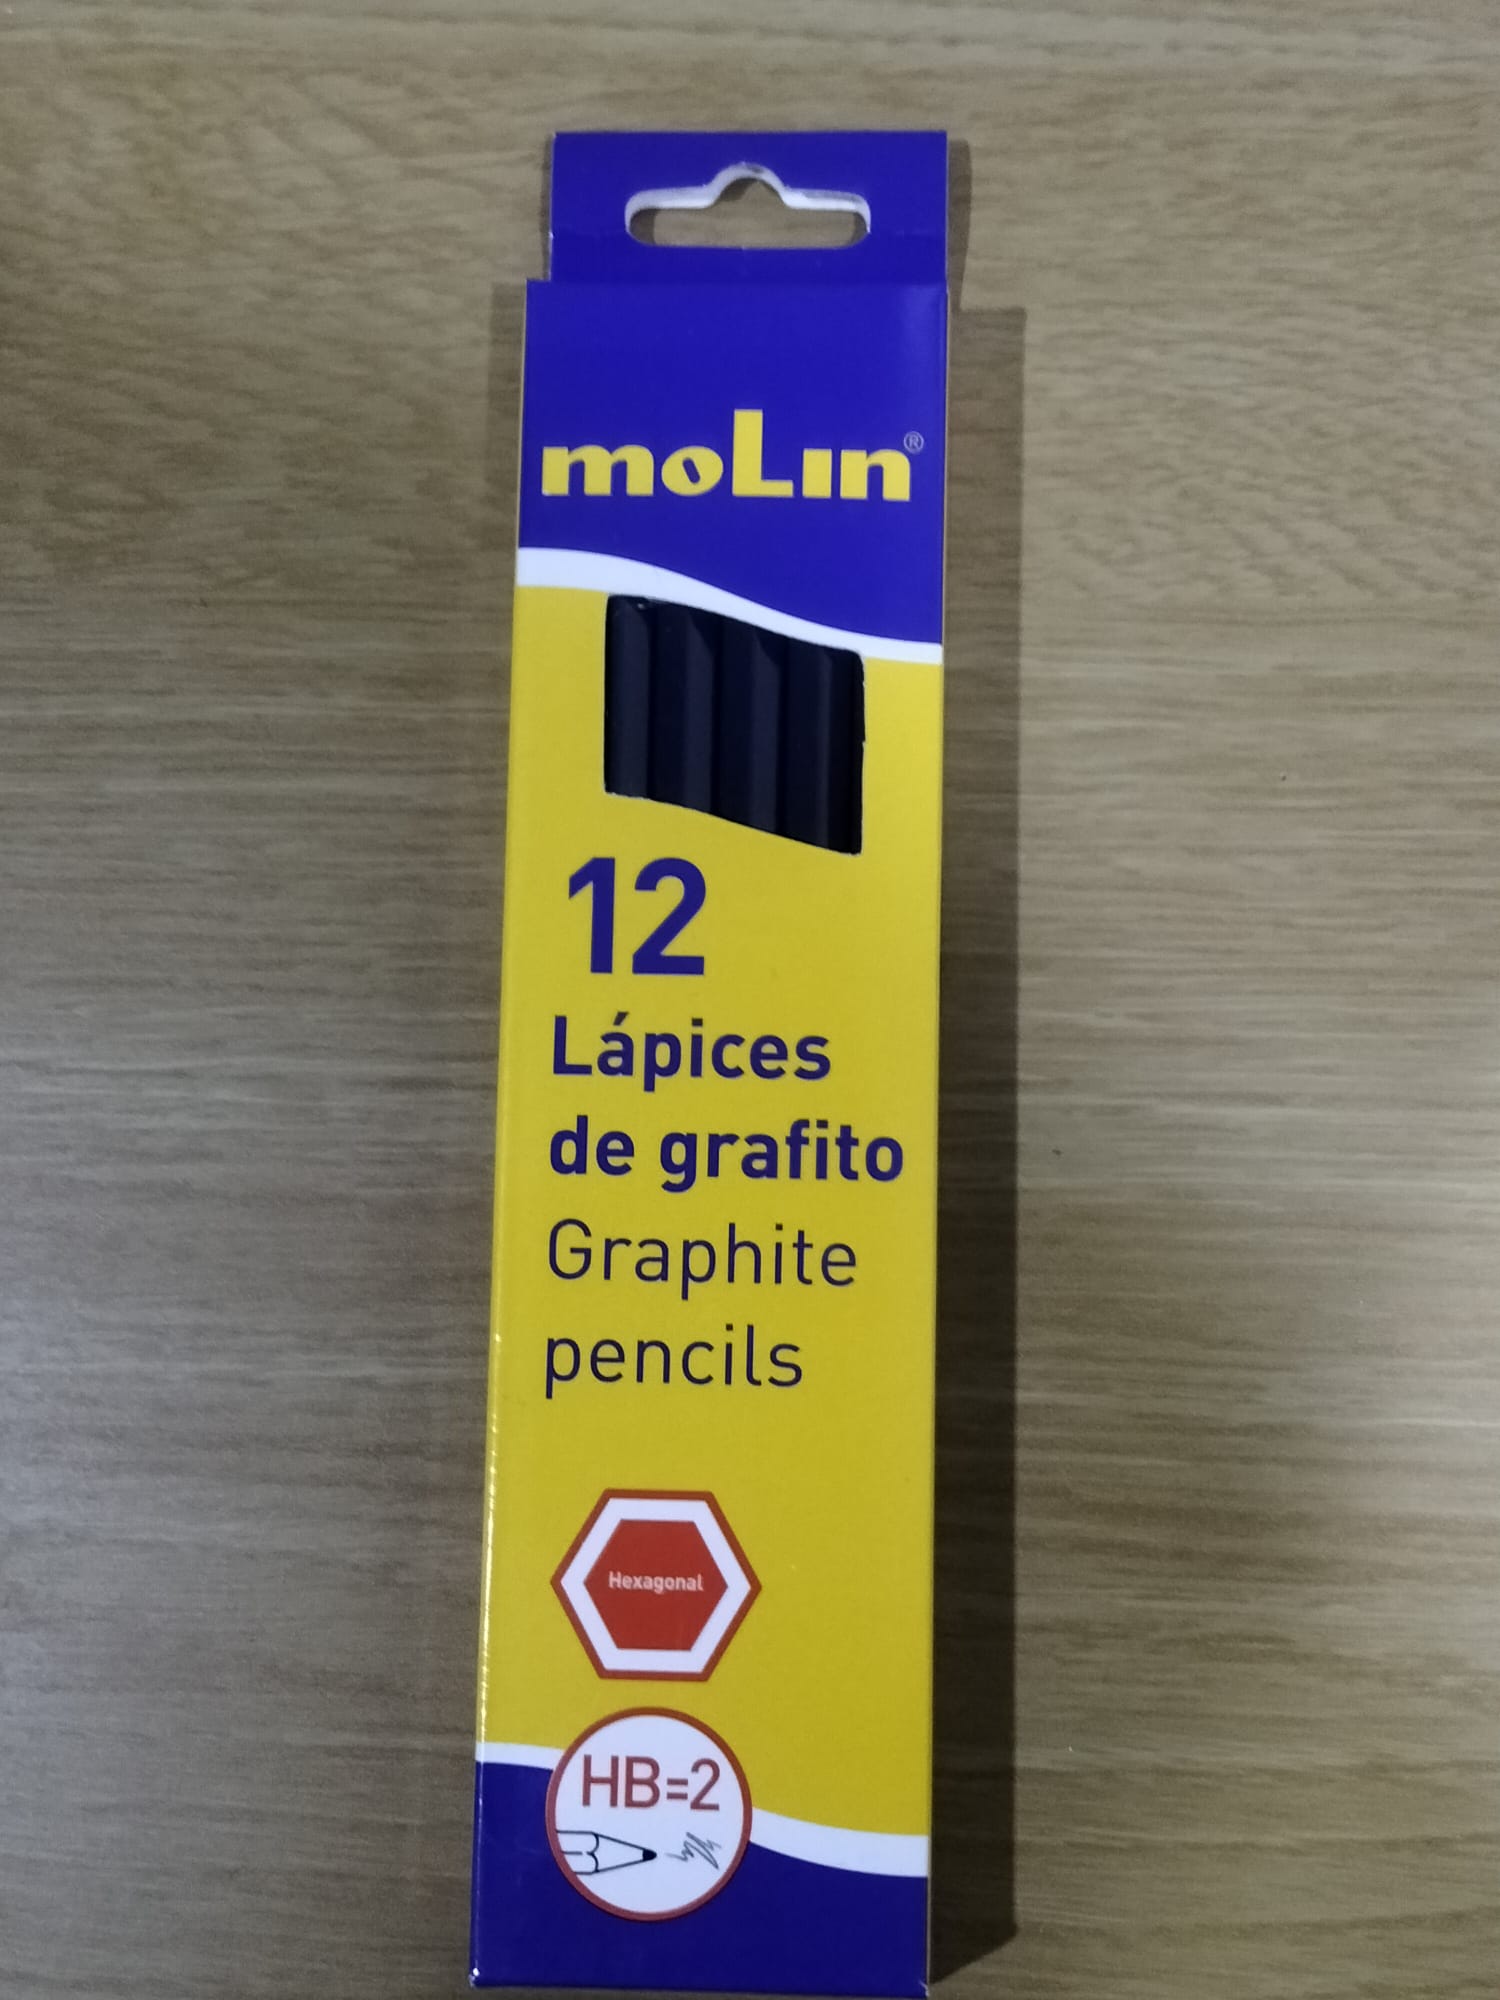 moLin®
12
Lápices
de grafito
Graphite
pencils
Hexagonal
HB=2